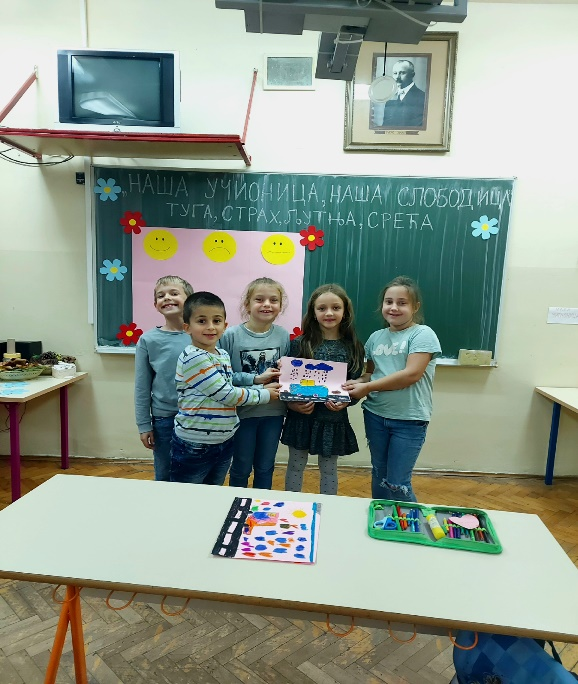 „НАША УЧИОНИЦА, НАША СЛОБОДИЦА
ТУГА, СТРАХ, ЉУТЊА, СРЕЋА